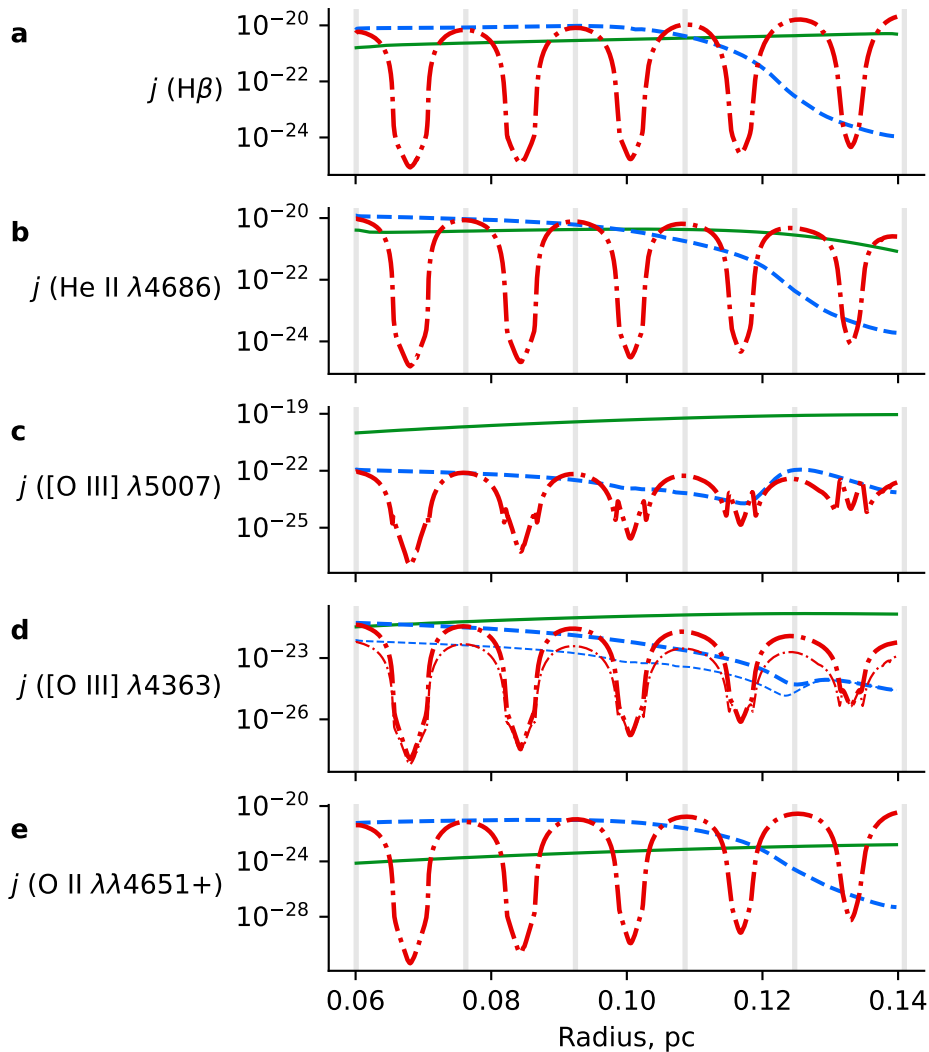 a
j (Hβ)
10⁻²⁰
10⁻²²
10⁻²⁴
b
j (He II λ4686)
10⁻²⁰
10⁻²²
10⁻²⁴
c
j ([O III] λ5007)
10⁻¹⁹
10⁻²²
10⁻²⁵
d
j ([O III] λ4363)
10⁻²³
10⁻²⁶
e
j (O II λλ4651+)
10⁻²⁰
10⁻²⁴
10⁻²⁸
0.06 0.08 0.10 0.12 0.14
Radius, pc